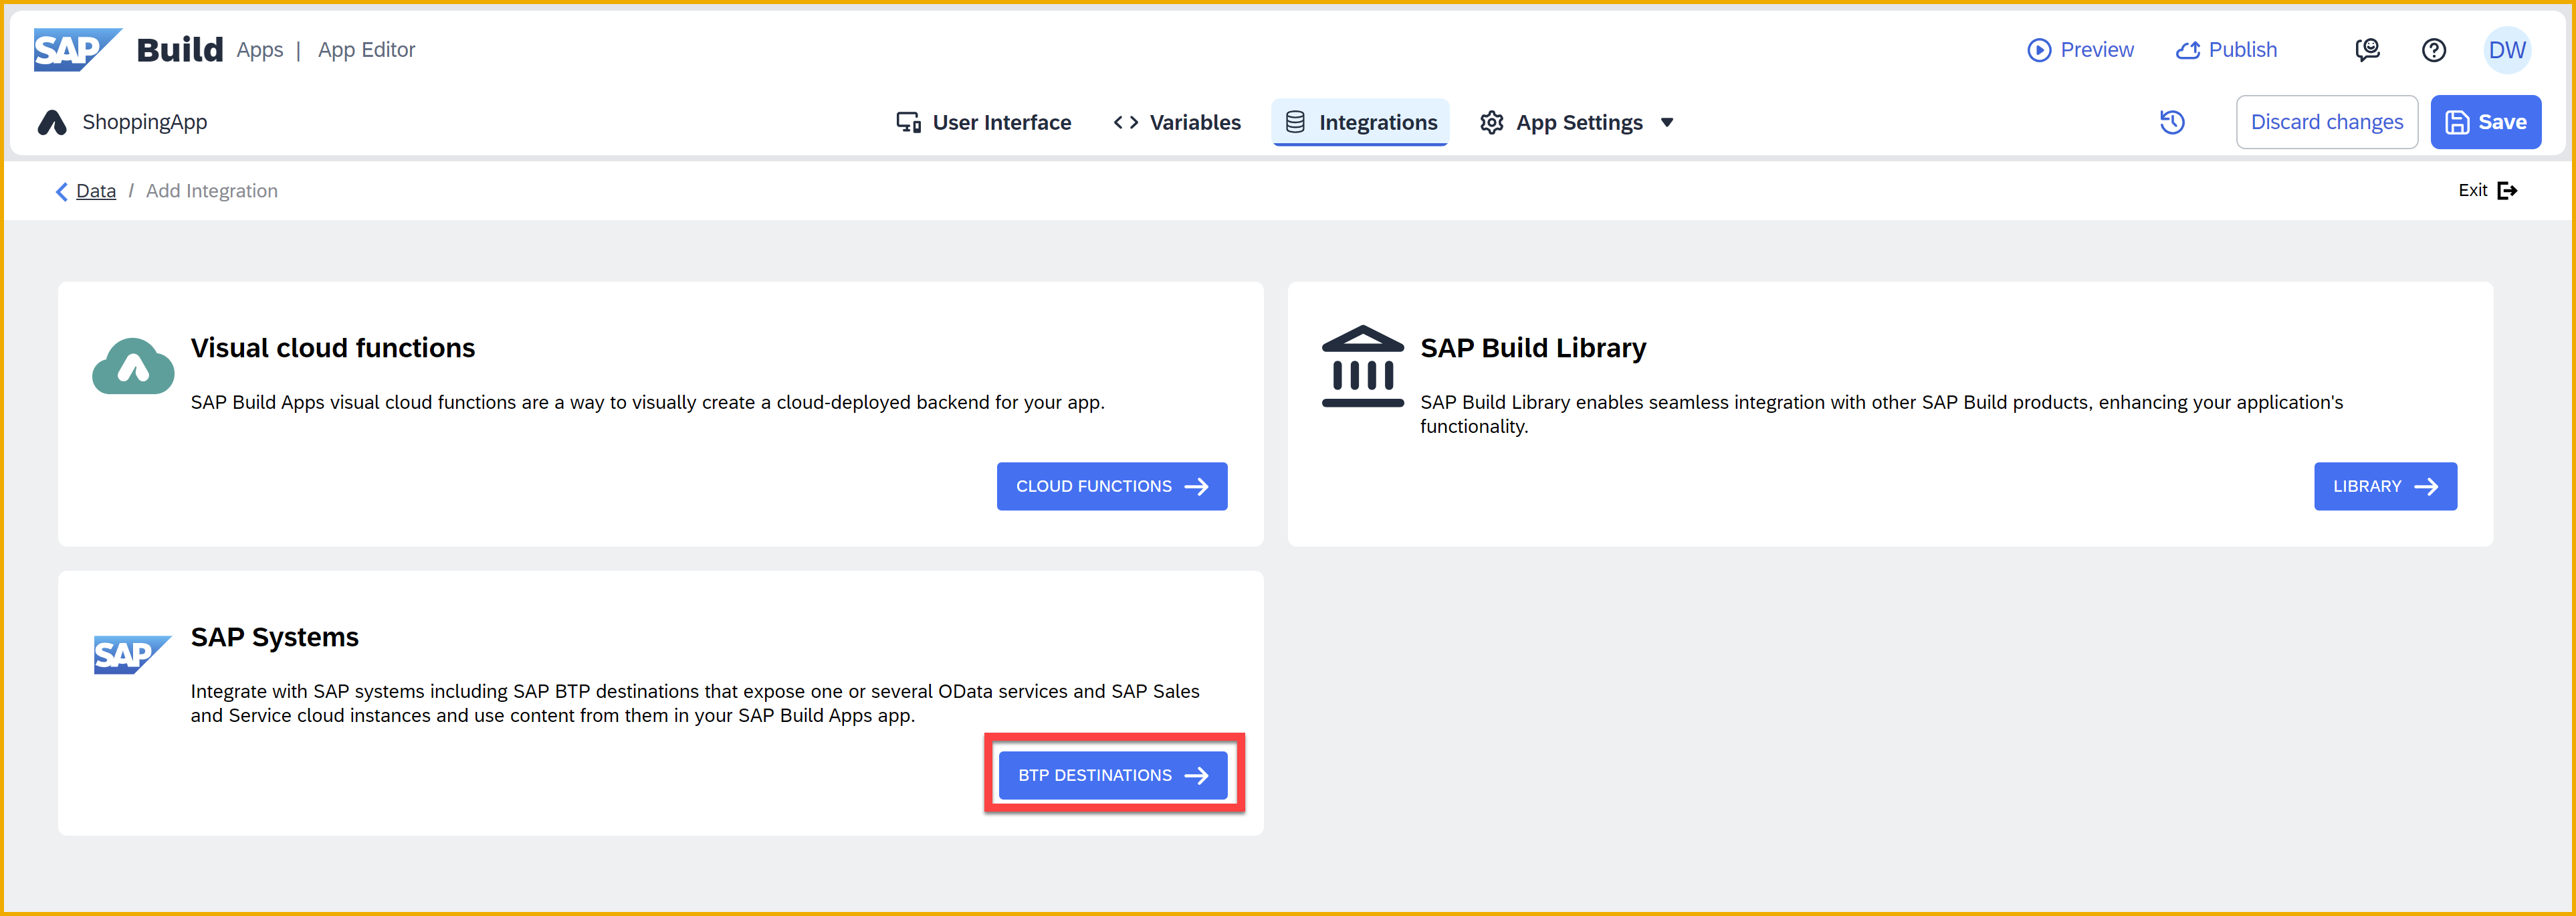 SAP Build Apps | App Editor
Preview Publish DW
ShoppingApp
User Interface Variables Integrations App Settings
Discard changes Save
Data / Add Integration
Exit
Visual cloud functions
SAP Build Apps visual cloud functions are a way to visually create a cloud-deployed backend for your app.
CLOUD FUNCTIONS
SAP Build Library
SAP Build Library enables seamless integration with other SAP Build products, enhancing your application's
functionality.
LIBRARY
SAP
SAP Systems
Integrate with SAP systems including SAP BTP destinations that expose one or several OData services and SAP Sales
and Service cloud instances and use content from them in your SAP Build Apps app.
BTP DESTINATIONS